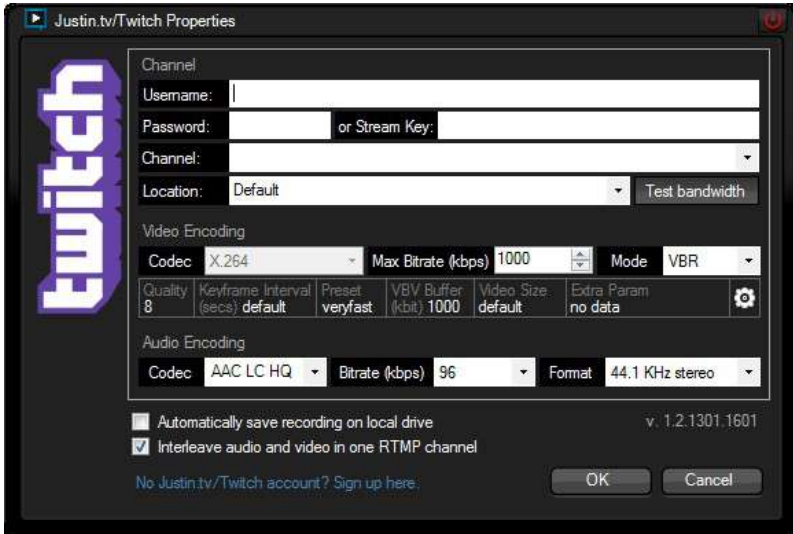 Justin.tv/Twitch Properties
twitch
Channel
Username:
Password: or Stream Key:
Channel:
Location: Default Test bandwidth
Video Encoding
Codec X.264 Max Bitrate (kbps) 1000 Mode VBR
Quality Keyframe Interval Preset VBV Buffer Video Size Extra Param
8 (secs) default veryfast (kbit) 1000 default no data
Audio Encoding
Codec AAC LC HQ Bitrate (kbps) 96 Format 44.1 KHz stereo
Automatically save recording on local drive v. 1.2.1301.1601
Interleave audio and video in one RTMP channel
No Justin.tv/Twitch account? Sign up here. OK Cancel